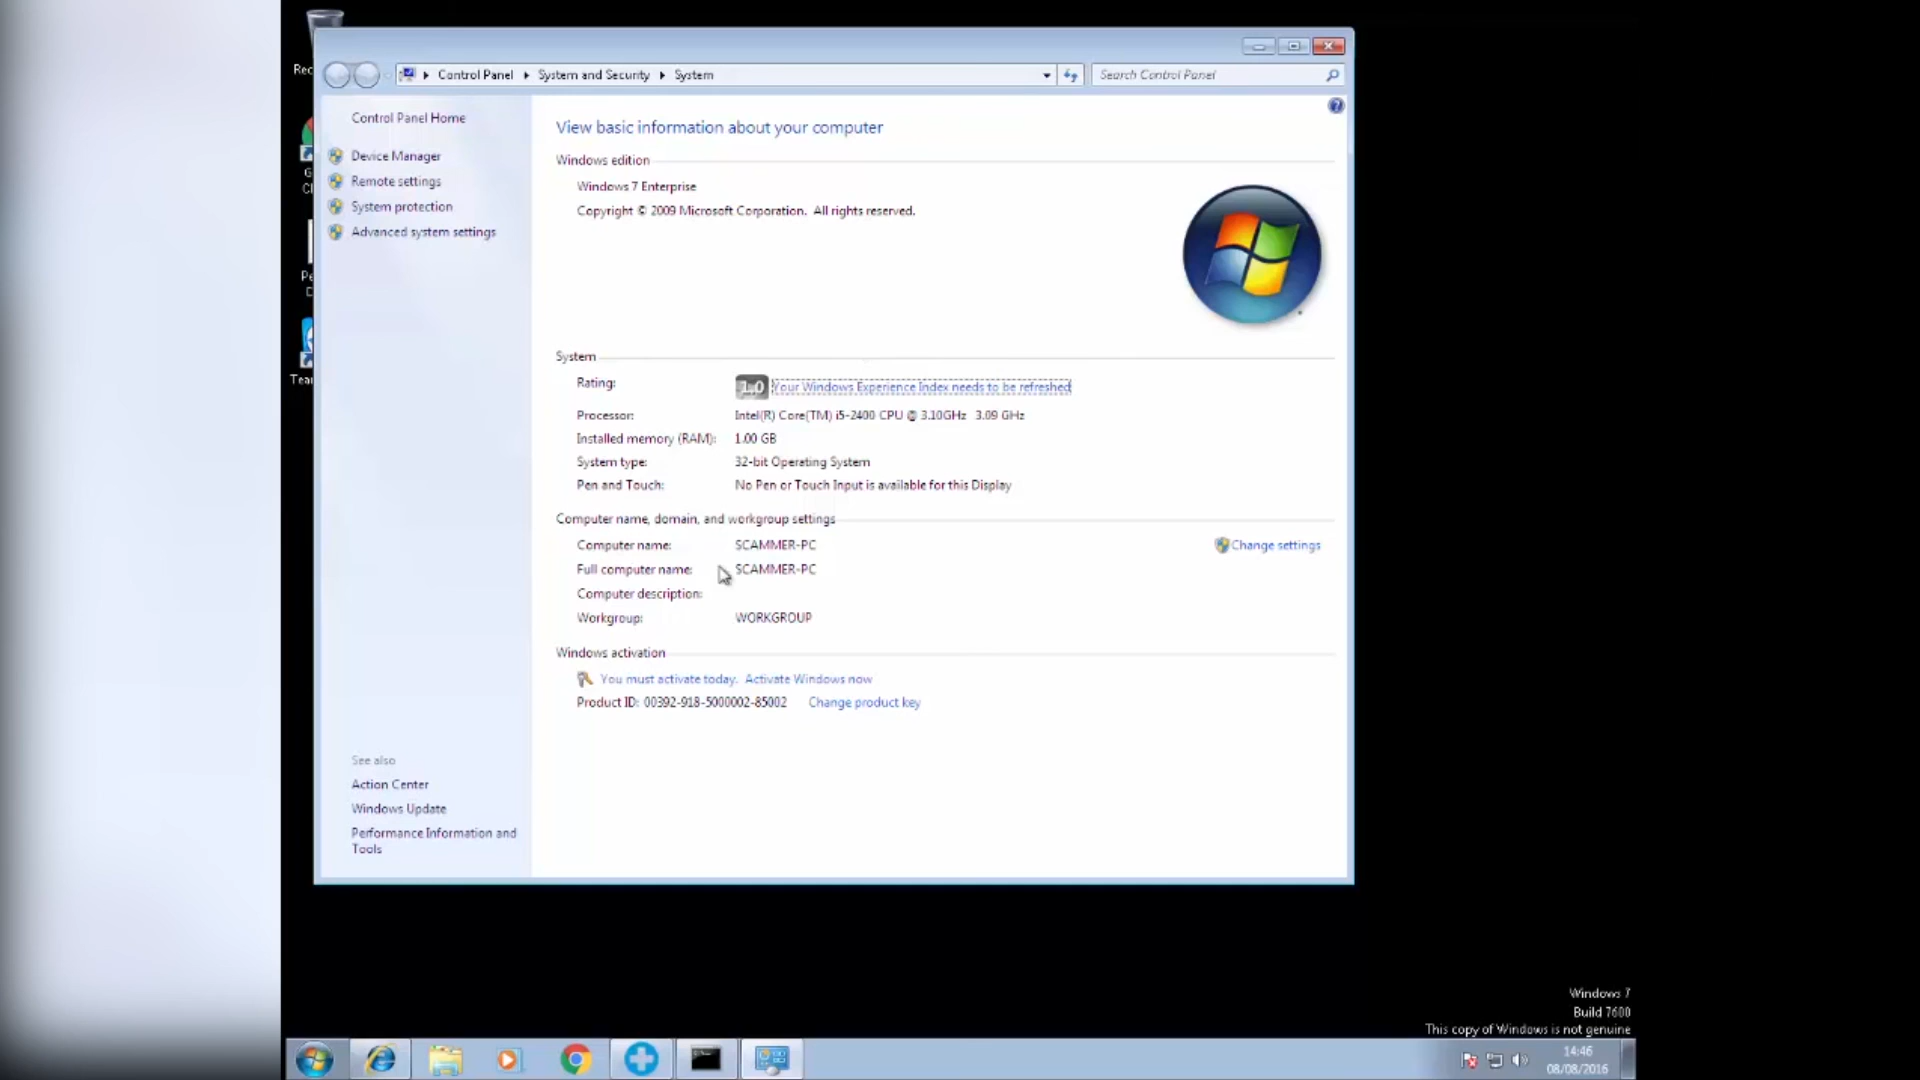 Control Panel System and Security System
Search Control Panel
Control Panel Home
Device Manager
Remote settings
System protection
Advanced system settings
See also
Action Center
Windows Update
Performance Information and
Tools
View basic information about your computer
Windows edition
Windows 7 Enterprise
Copyright © 2009 Microsoft Corporation. All rights reserved.
System
Rating: 1.0 Your Windows Experience Index needs to be refreshed
Processor: Intel(R) Core(TM) i5-2400 CPU @ 3.10GHz 3.09 GHz
Installed memory (RAM): 1.00 GB
System type: 32-bit Operating System
Pen and Touch: No Pen or Touch Input is available for this Display
Computer name, domain, and workgroup settings
Computer name: SCAMMER-PC Change settings
Full computer name: SCAMMER-PC
Computer description:
Workgroup: WORKGROUP
Windows activation
You must activate today. Activate Windows now
Product ID: 00392-918-5000002-85002 Change product key
Windows 7
Build 7600
This copy of Windows is not genuine
14:46
08/08/2016